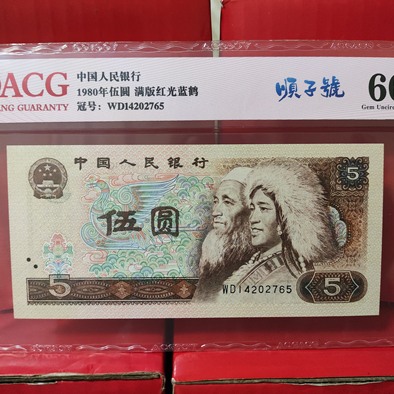 ACG
NG GUARANTY
中国人民银行
1980年伍圆 满版红光蓝鹤
冠号：WD14202765
順子號
66
Gem Uncirc
中国人民银行
5
伍圆
5
5
WD14202765